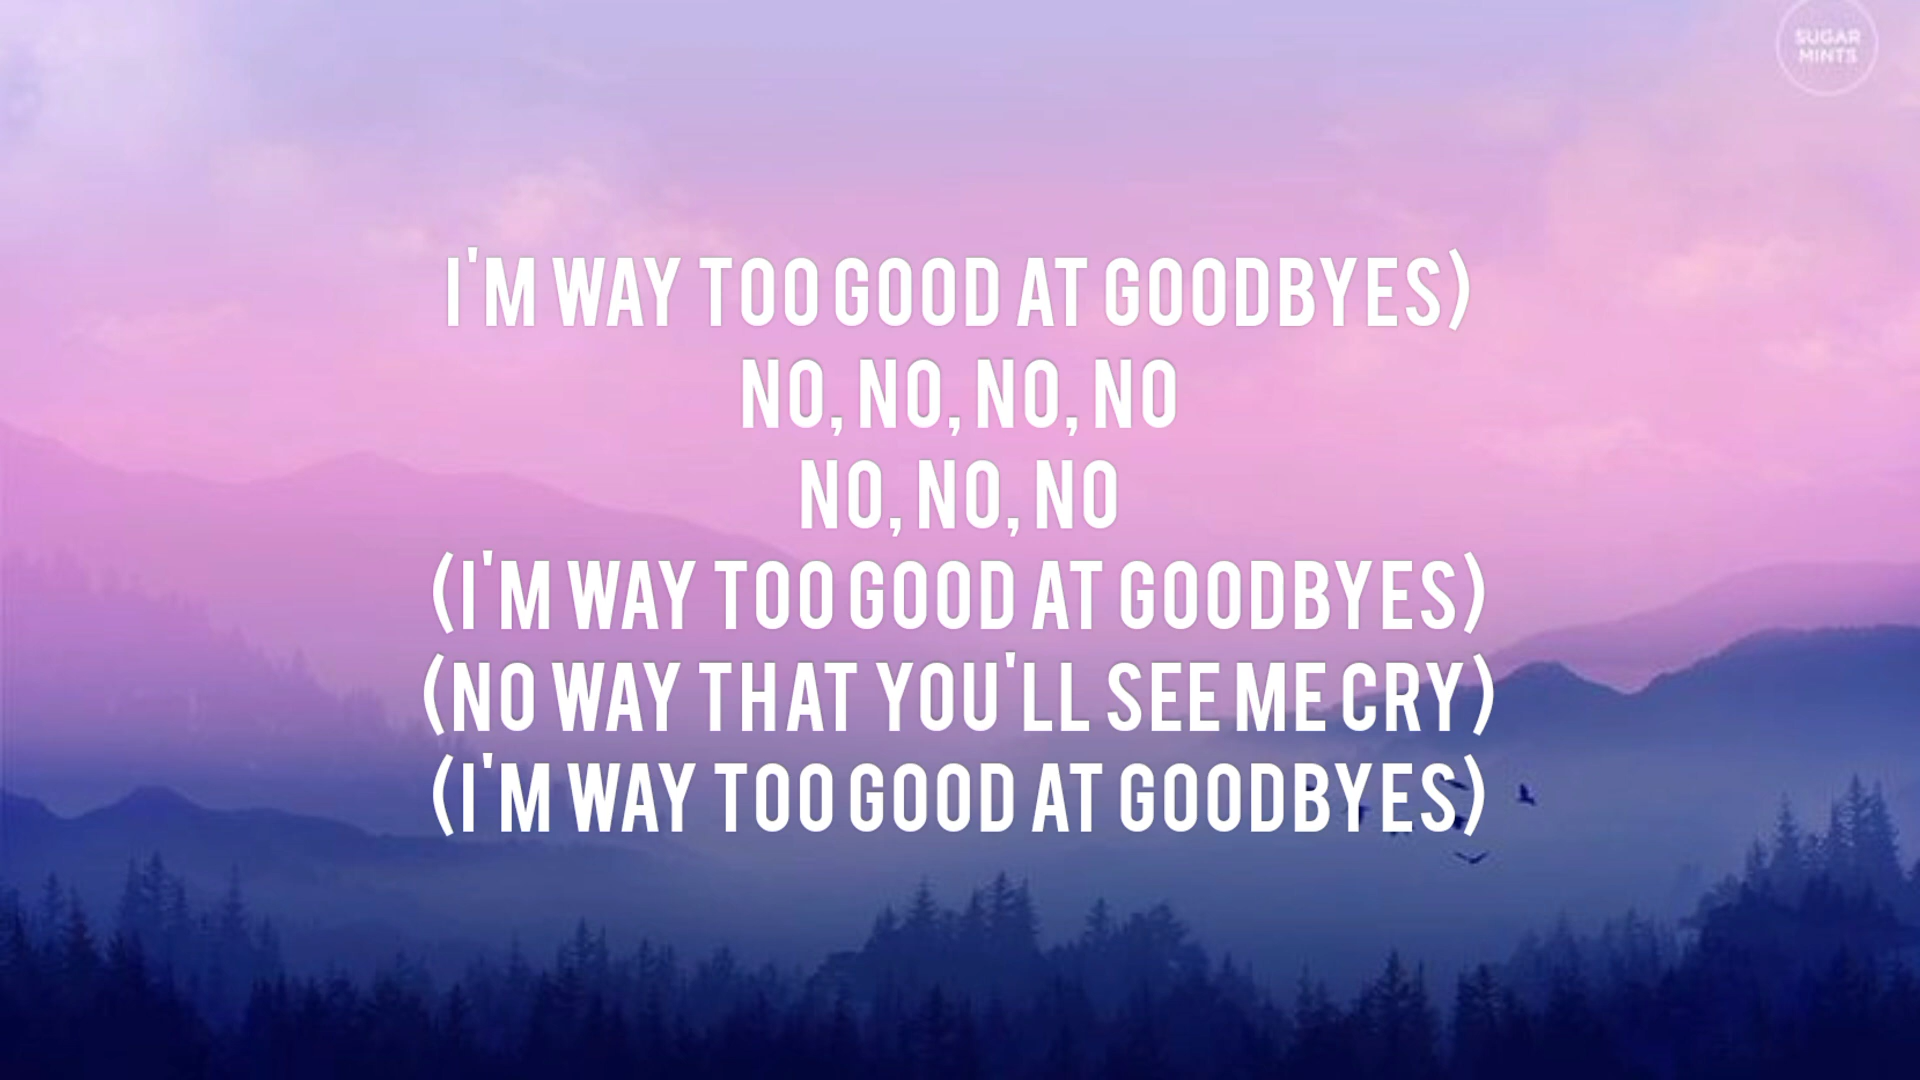 SUGAR
MINTS
I'M WAY TOO GOOD AT GOODBYES)
NO, NO, NO, NO
NO, NO, NO
(I'M WAY TOO GOOD AT GOODBYES)
(NO WAY THAT YOU'LL SEE ME CRY)
(I'M WAY TOO GOOD AT GOODBYES)